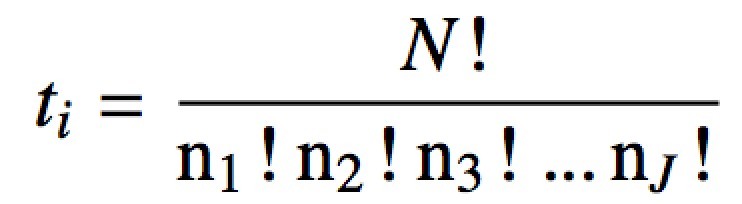 t_i = N! / (n_1! n_2! n_3! ... n_J!)